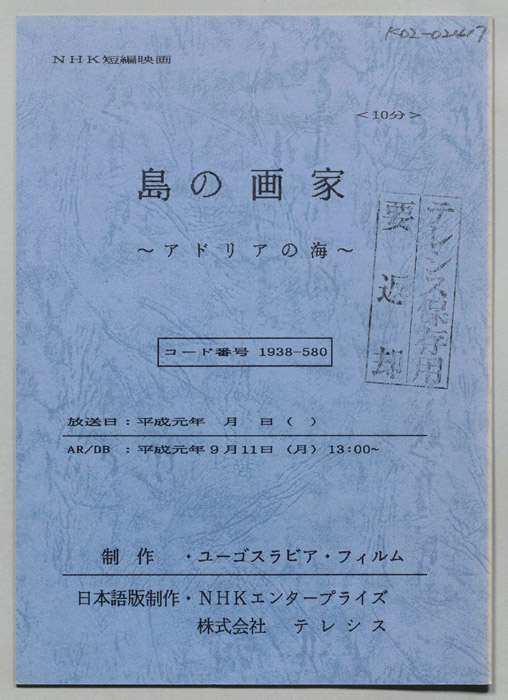 K02-02417
NHK短編映画
<10分>
島の画家
~アドリアの海~
テレンス保存用
要返却
コード番号 1938-580
放送日:平成元年 月 日( )
AR/DB :平成元年9月11日(月)13:00~
制作 ・ユーゴスラビア・フィルム
日本語版制作・NHKエンタープライズ
株式会社 テレシス